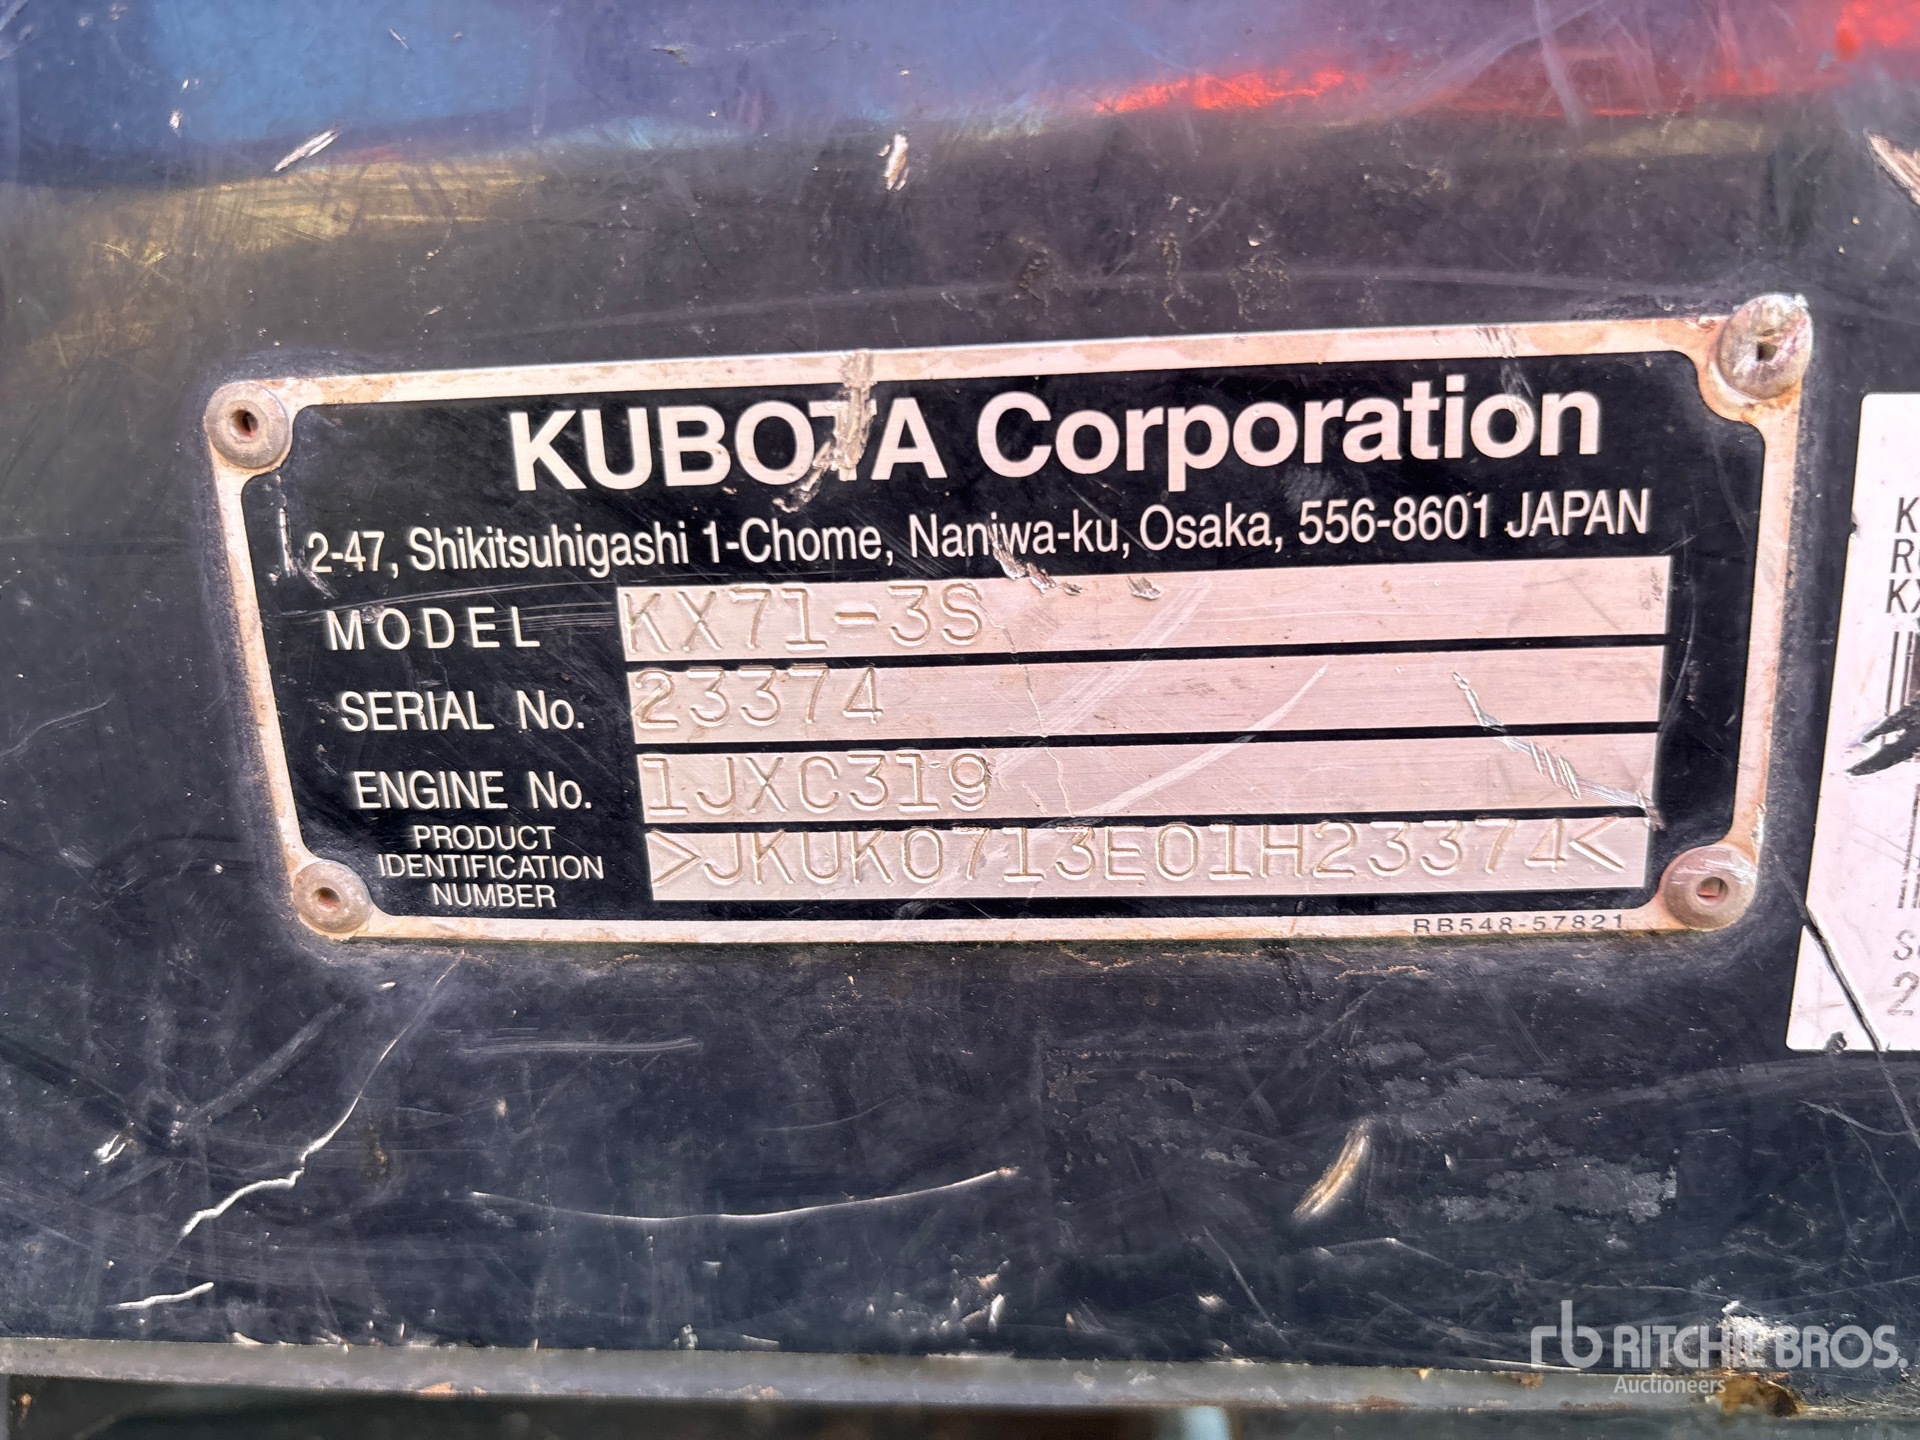 KUBOTA Corporation
2-47, Shikitsuhigashi 1-Chome, Naniwa-ku, Osaka, 556-8601 JAPAN
MODEL KX71-3S
SERIAL No. 23374
ENGINE No. 1JXC319
PRODUCT
IDENTIFICATION
NUMBER
>JKUK0713E01H23374<
RB548-57821
rb RITCHIE BROS.
Auctioneers